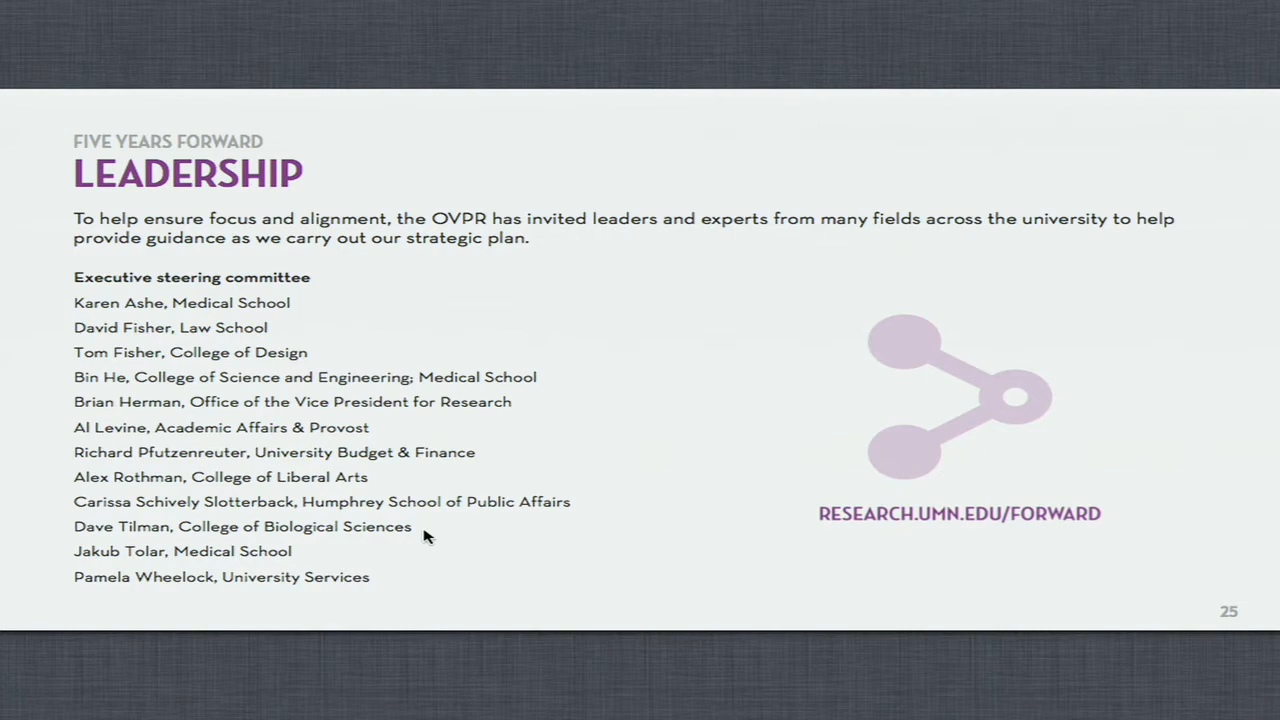 FIVE YEARS FORWARD
LEADERSHIP
To help ensure focus and alignment, the OVPR has invited leaders and experts from many fields across the university to help
provide guidance as we carry out our strategic plan.
Executive steering committee
Karen Ashe, Medical School
David Fisher, Law School
Tom Fisher, College of Design
Bin He, College of Science and Engineering; Medical School
Brian Herman, Office of the Vice President for Research
Al Levine, Academic Affairs & Provost
Richard Pfutzenreuter, University Budget & Finance
Alex Rothman, College of Liberal Arts
Carissa Schively Slotterback, Humphrey School of Public Affairs
Dave Tilman, College of Biological Sciences
Jakub Tolar, Medical School
Pamela Wheelock, University Services
RESEARCH.UMN.EDU/FORWARD
25